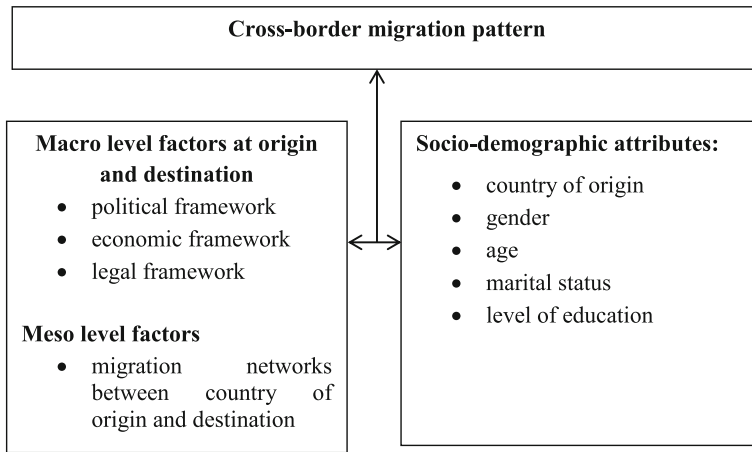 Cross-border migration pattern
Macro level factors at origin
and destination
• political framework
• economic framework
• legal framework
Meso level factors
• migration networks
between country of
origin and destination
Socio-demographic attributes:
• country of origin
• gender
• age
• marital status
• level of education